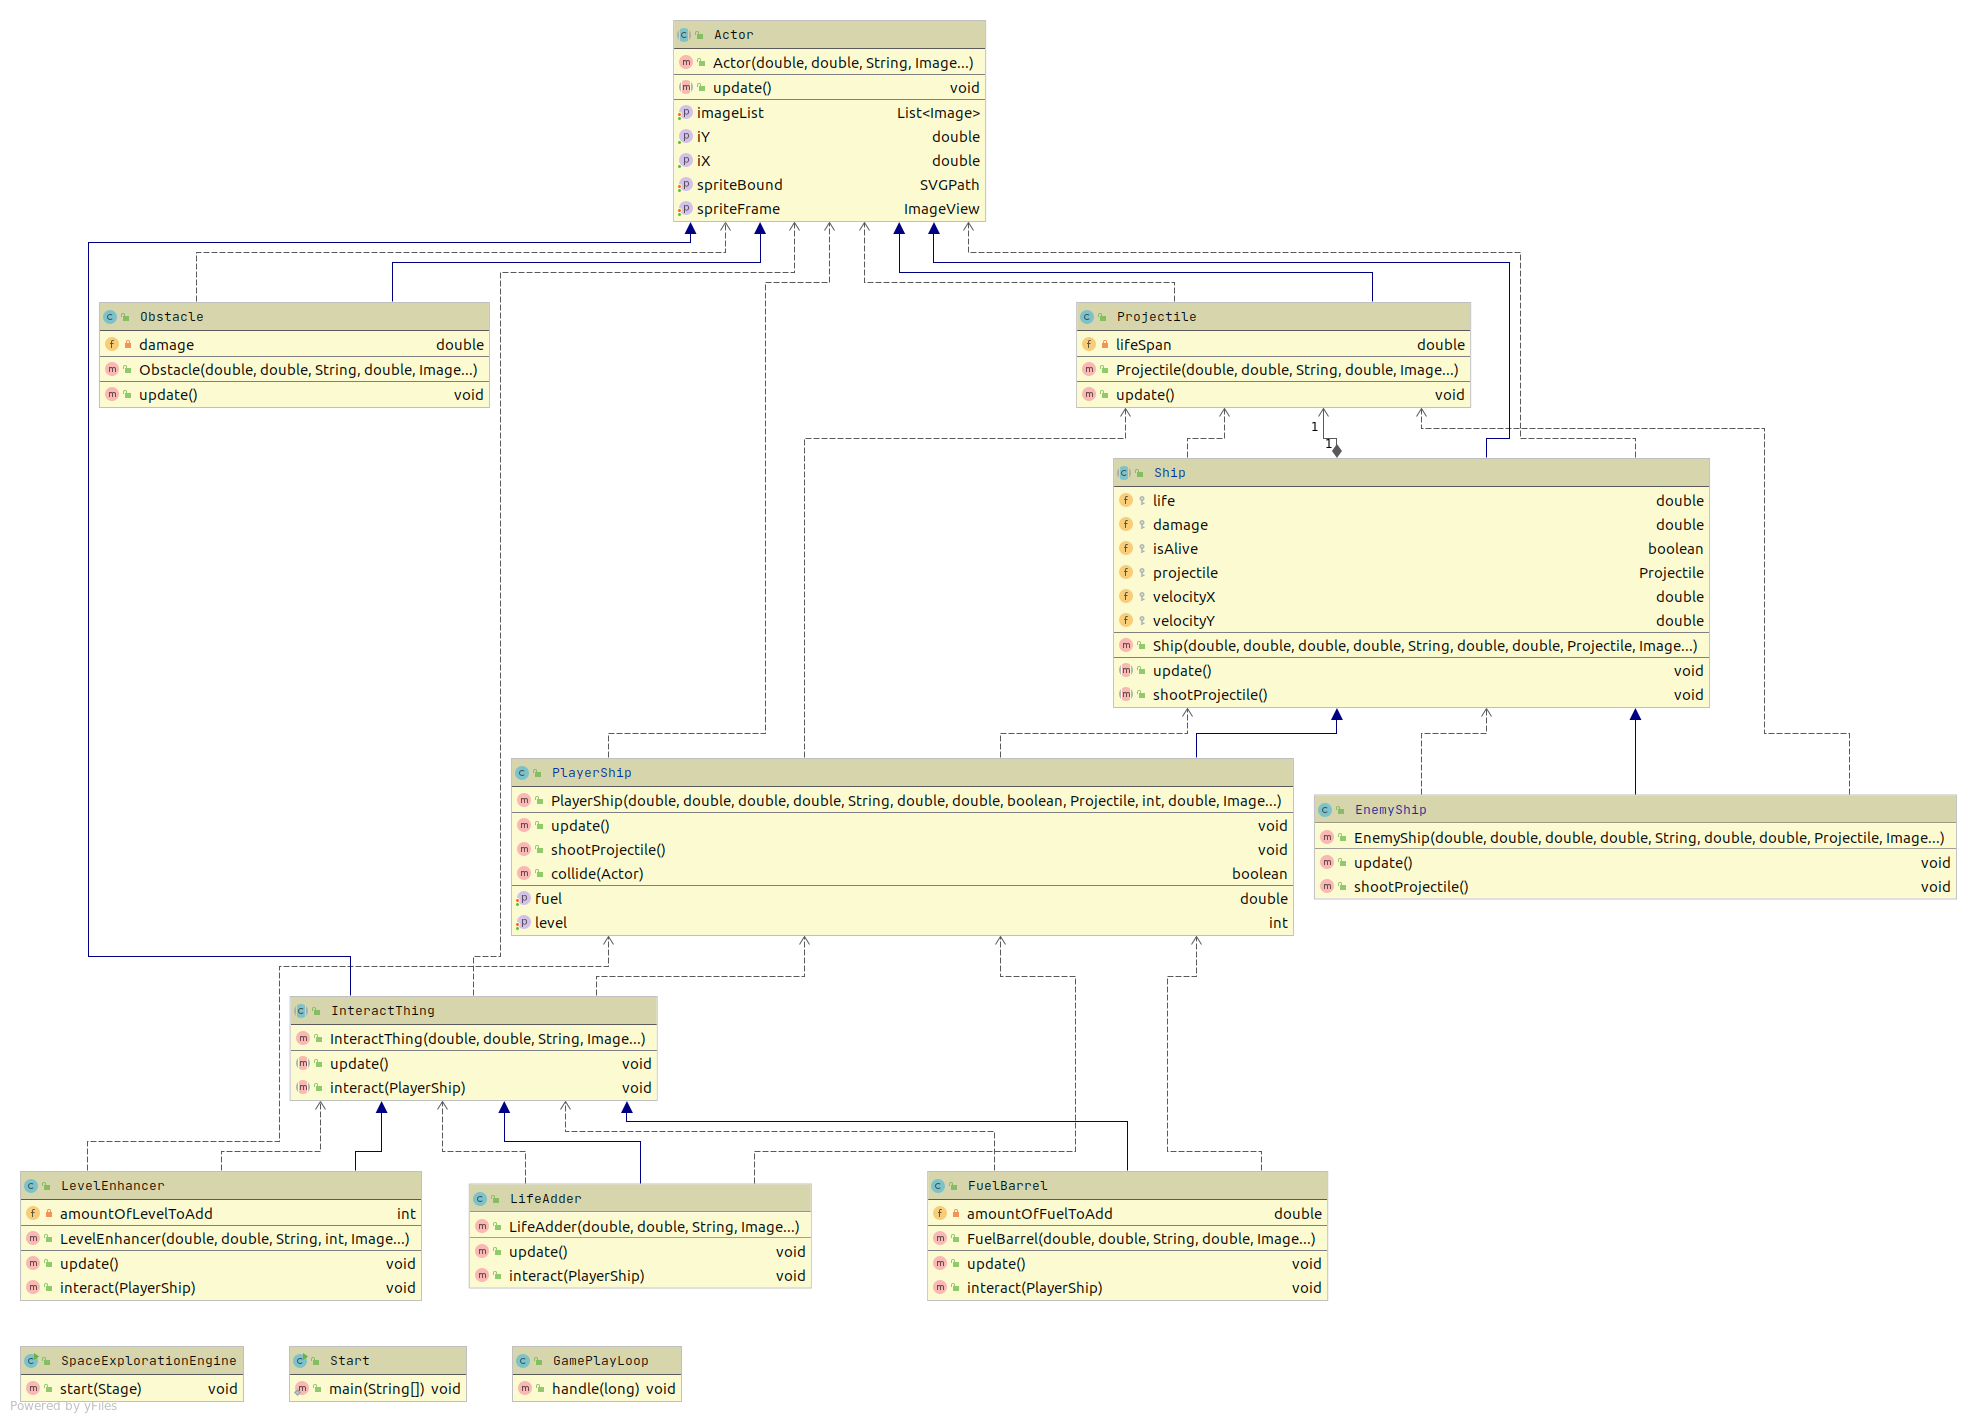 Actor
Actor(double, double, String, Image...)
update() void
imageList List<Image>
iY double
iX double
spriteBound SVGPath
spriteFrame ImageView
Obstacle
damage double
Obstacle(double, double, String, double, Image...)
update() void
Projectile
lifeSpan double
Projectile(double, double, String, double, Image...)
update() void
1
1
Ship
life double
damage double
isAlive boolean
projectile Projectile
velocityX double
velocityY double
Ship(double, double, double, double, String, double, double, Projectile, Image...)
update() void
shootProjectile() void
PlayerShip
PlayerShip(double, double, double, double, String, double, double, boolean, Projectile, int, double, Image...)
update() void
shootProjectile() void
collide(Actor) boolean
fuel double
level int
EnemyShip
EnemyShip(double, double, double, double, String, double, double, Projectile, Image...)
update() void
shootProjectile() void
InteractThing
InteractThing(double, double, String, Image...)
update() void
interact(PlayerShip) void
LevelEnhancer
amountOfLevelToAdd int
LevelEnhancer(double, double, String, int, Image...)
update() void
interact(PlayerShip) void
LifeAdder
LifeAdder(double, double, String, Image...)
update() void
interact(PlayerShip) void
FuelBarrel
amountOfFuelToAdd double
FuelBarrel(double, double, String, double, Image...)
update() void
interact(PlayerShip) void
SpaceExplorationEngine
start(Stage) void
Start
main(String[]) void
GamePlayLoop
handle(long) void
Powered by yFiles